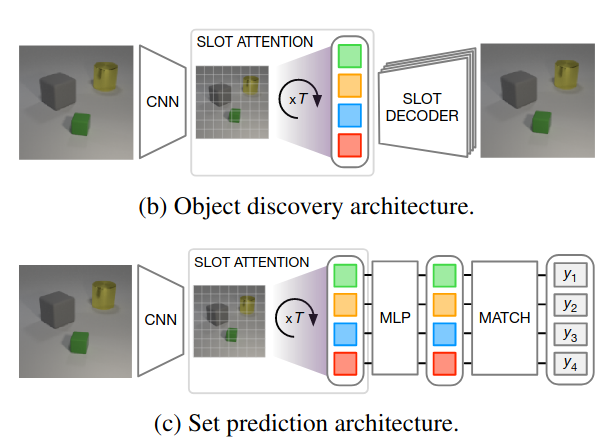 SLOT ATTENTION
CNN
x T
SLOT
DECODER
(b) Object discovery architecture.
SLOT ATTENTION
CNN
x T
MLP
MATCH
y1
y2
y3
y4
(c) Set prediction architecture.